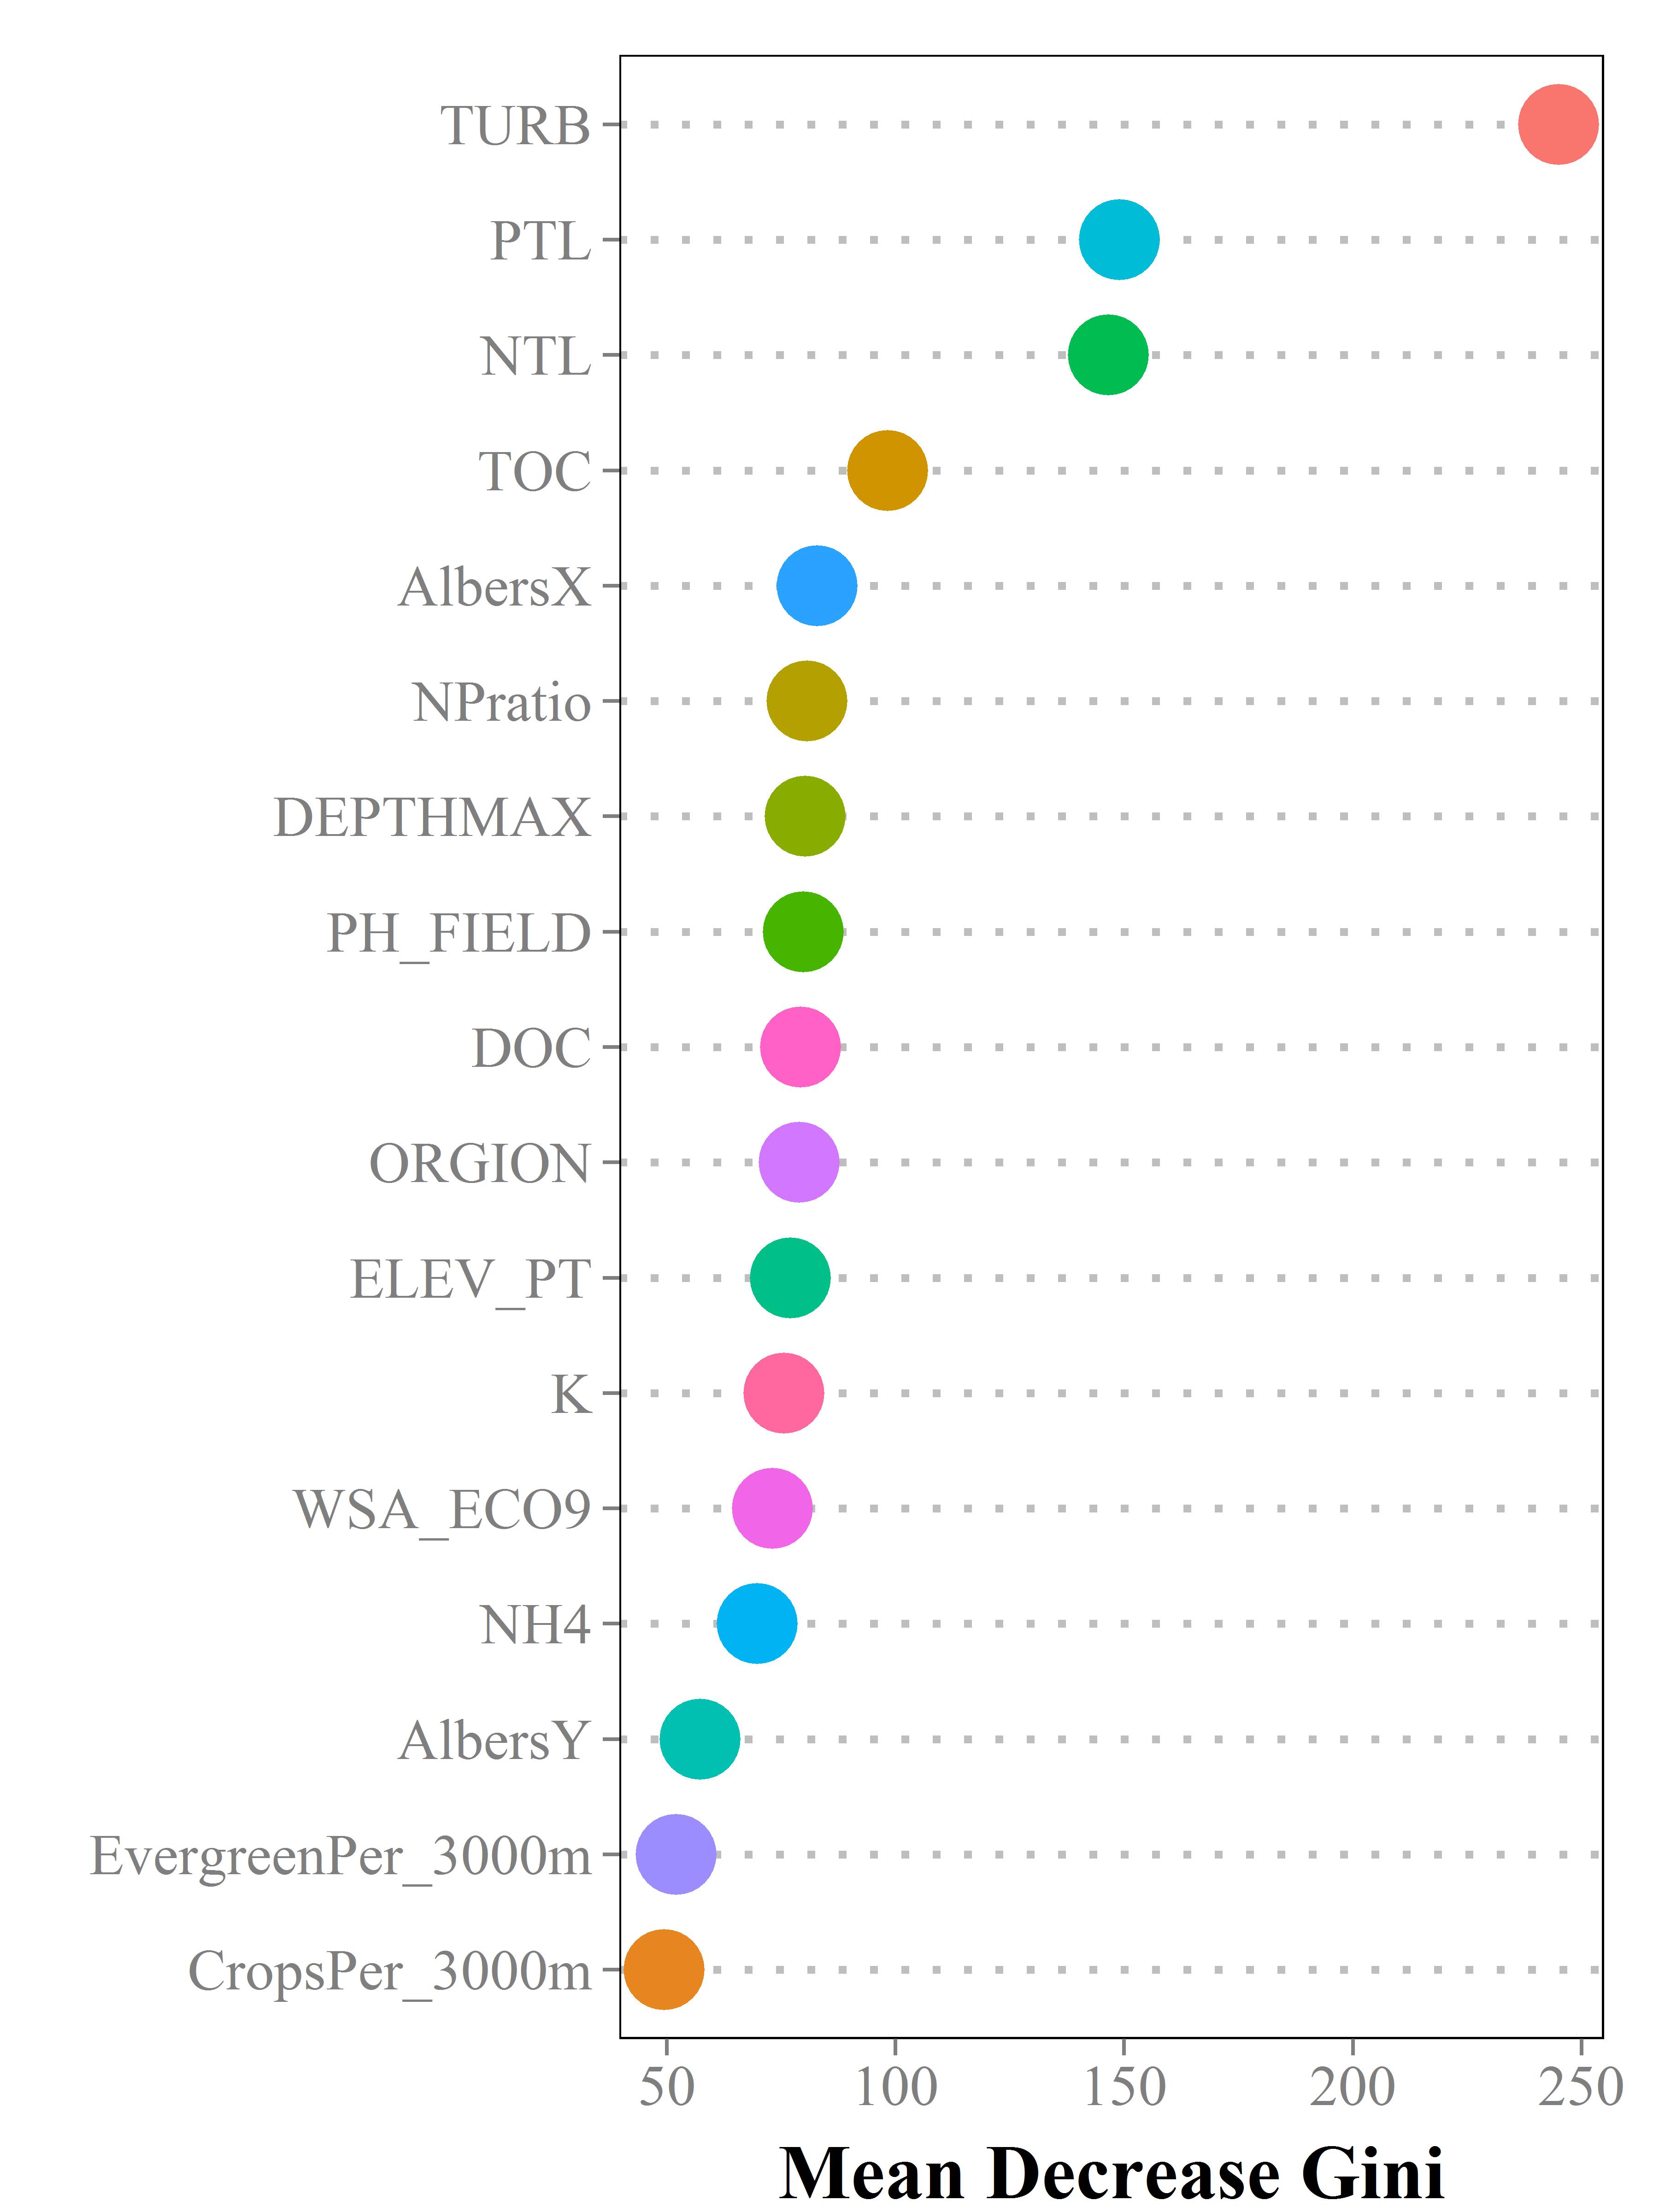 TURB
PTL
NTL
TOC
AlbersX
NPratio
DEPTHMAX
PH_FIELD
DOC
ORGION
ELEV_PT
K
WSA_ECO9
NH4
AlbersY
EvergreenPer_3000m
CropsPer_3000m
50 100 150 200 250
Mean Decrease Gini